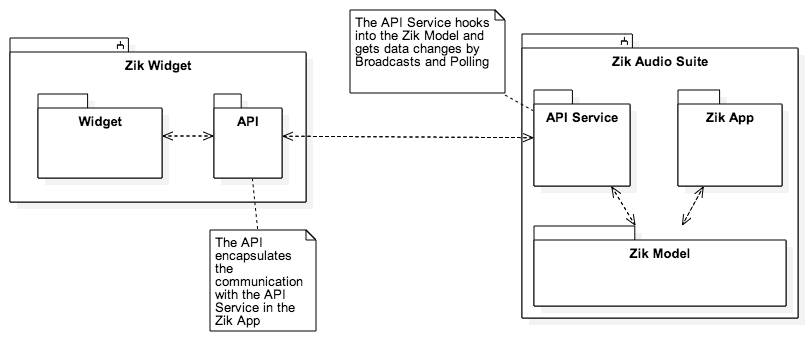 The API Service hooks
into the Zik Model and
gets data changes by
Broadcasts and Polling
Zik Widget
Zik Audio Suite
Widget
API
API Service
Zik App
The API
encapsulates
the
communication
with the API
Service in the
Zik App
Zik Model